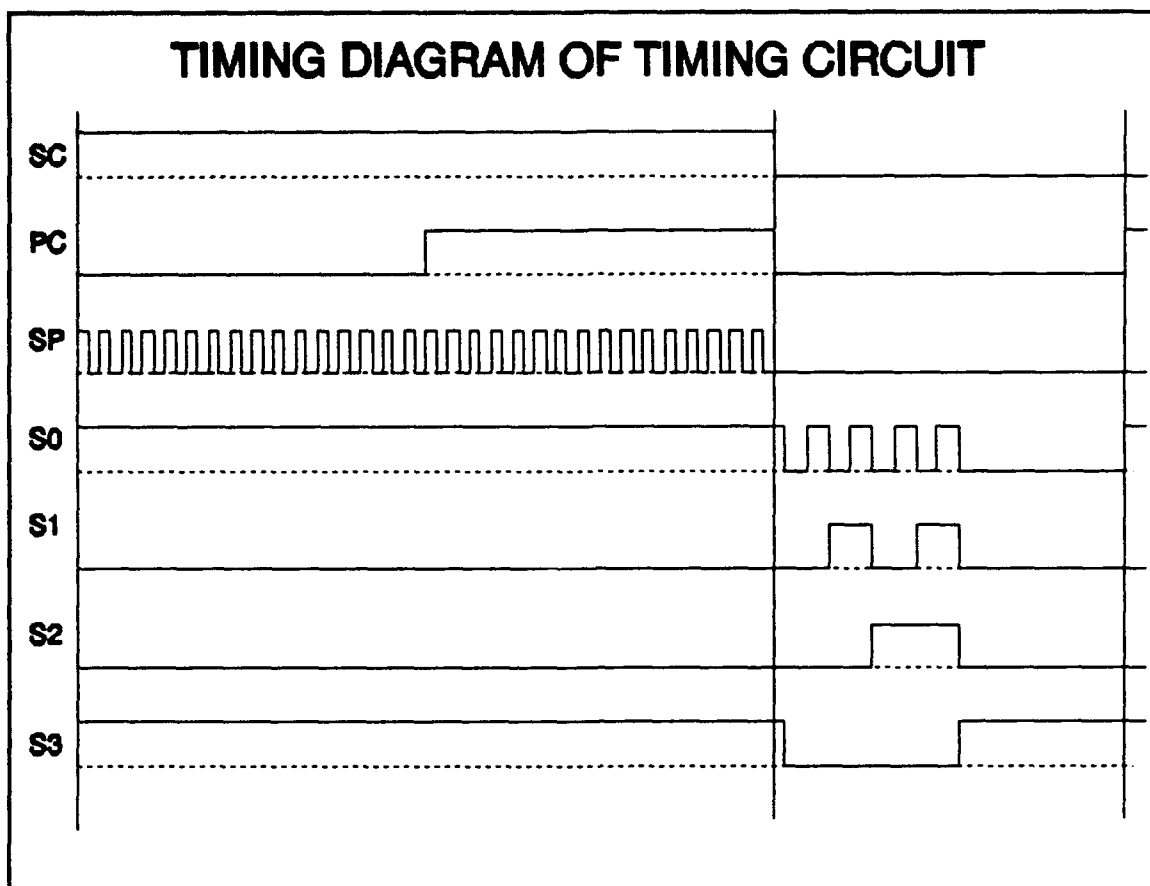 TIMING DIAGRAM OF TIMING CIRCUIT
SC
PC
SP
S0
S1
S2
S3